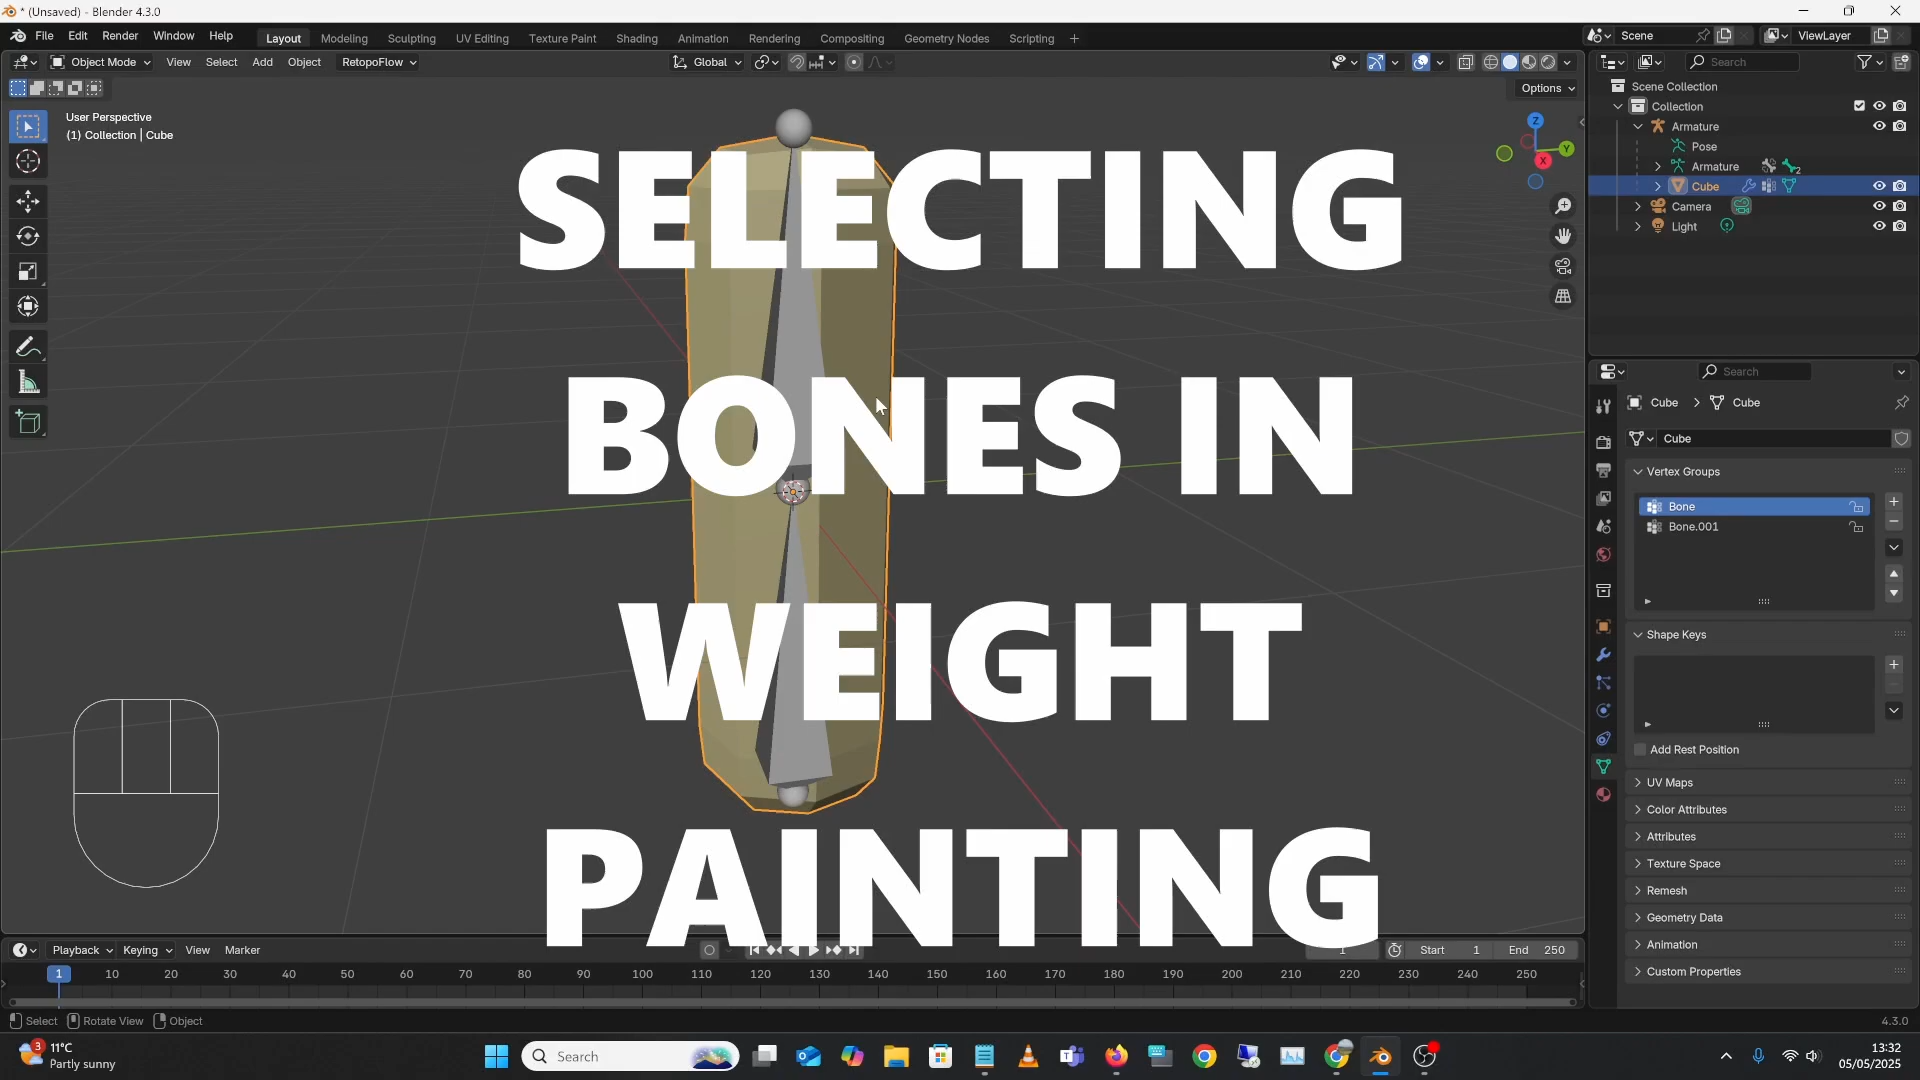 * (Unsaved) - Blender 4.3.0
File Edit Render Window Help Layout Modeling Sculpting UV Editing Texture Paint Shading Animation Rendering Compositing Geometry Nodes Scripting + Scene ViewLayer
Object Mode View Select Add Object RetopoFlow Global Search
Options
User Perspective
(1) Collection | Cube
Scene Collection
Collection
Armature
Pose
Armature 2
Cube
Camera
Light
Z
Y
X
SELECTING
BONES IN
WEIGHT
PAINTING
Search
Cube > Cube
Cube
Vertex Groups
Bone
Bone.001
Shape Keys
Add Rest Position
UV Maps
Color Attributes
Attributes
Texture Space
Remesh
Geometry Data
Animation
Custom Properties
Playback Keying View Marker 1 Start 1 End 250
1 10 20 30 40 50 60 70 80 90 100 110 120 130 140 150 160 170 180 190 200 210 220 230 240 250
Select Rotate View Object 4.3.0
3 11°C
Partly sunny
Search
13:32
05/05/2025